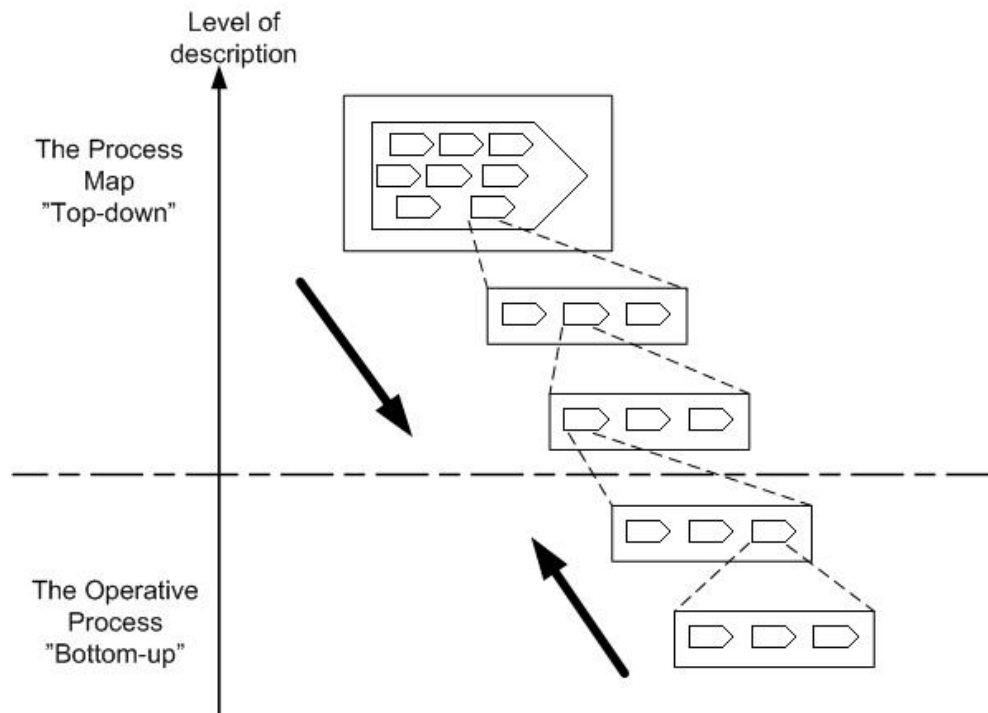 Level of
description
The Process
Map
”Top-down”
The Operative
Process
”Bottom-up”